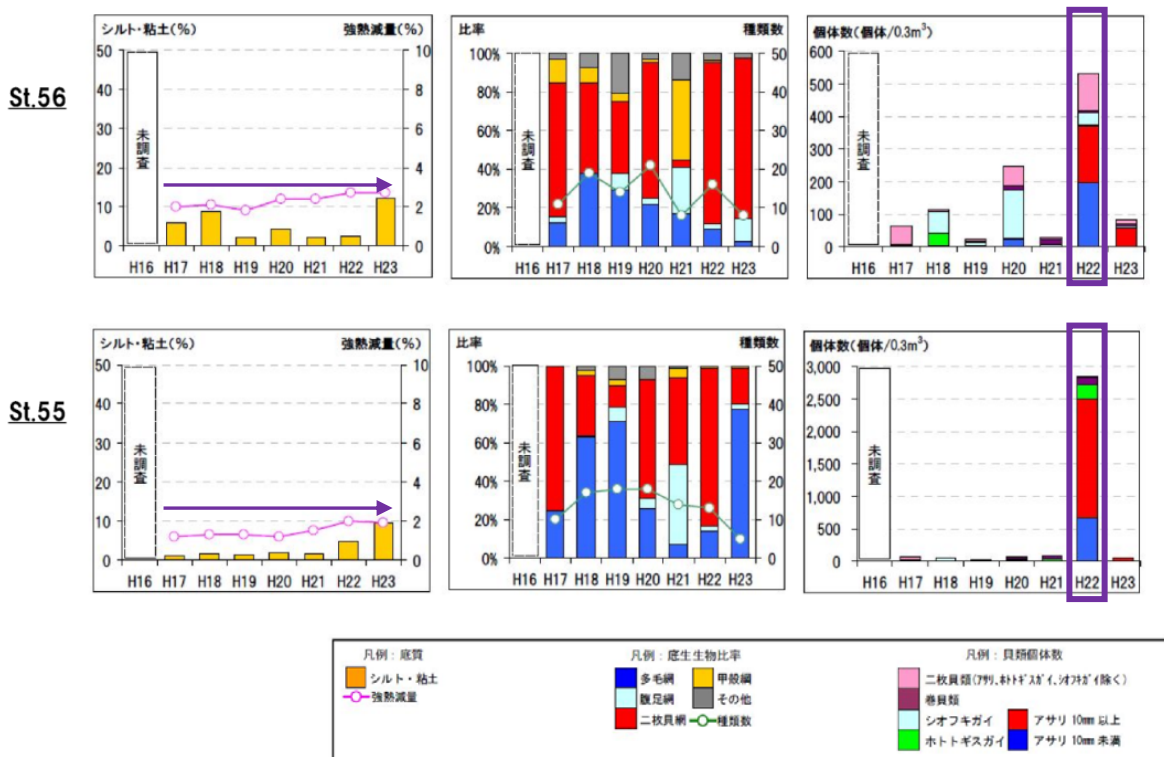 St.56
シルト・粘土(%) 強熱減量(%)
50 10
40 8
30 6
20 4
10 2
0 0
未調査
H16 H17 H18 H19 H20 H21 H22 H23
比率 種類数
100% 50
80% 40
60% 30
40% 20
20% 10
0% 0
未調査
H16 H17 H18 H19 H20 H21 H22 H23
個体数(個体/0.3m³)
600
500
400
300
200
100
0
未調査
H16 H17 H18 H19 H20 H21 H22 H23
St.55
シルト・粘土(%) 強熱減量(%)
50 10
40 8
30 6
20 4
10 2
0 0
未調査
H16 H17 H18 H19 H20 H21 H22 H23
比率 種類数
100% 50
80% 40
60% 30
40% 20
20% 10
0% 0
未調査
H16 H17 H18 H19 H20 H21 H22 H23
個体数(個体/0.3m³)
3,000
2,500
2,000
1,500
1,000
500
0
未調査
H16 H17 H18 H19 H20 H21 H22 H23
凡例：底質
シルト・粘土
強熱減量
凡例：底生生物比率
多毛綱 甲殻綱
腹足綱 その他
二枚貝綱 種類数
凡例：貝類個体数
二枚貝類(アサリ、ホトトギスガイ、シオフキガイ除く)
巻貝類
シオフキガイ アサリ 10mm 以上
ホトトギスガイ アサリ 10mm 未満